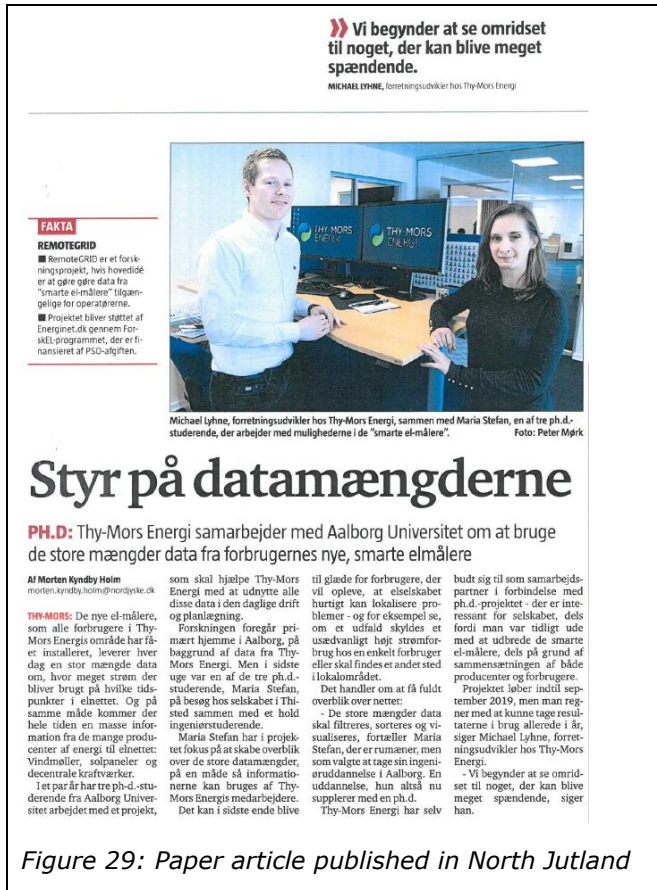 》 Vi begynder at se omridset
til noget, der kan blive meget
spændende.
MICHAEL LYHNE, forretningsudvikler hos Thy-Mors Energi
FAKTA
REMOTEGRID
■ RemoteGRID er et forsk-
ningsprojekt, hvis hovedidé
er at gøre gøre data fra
"smarte el-målere" tilgæn-
gelige for operatørerne.
■ Projektet bliver støttet af
Energinet.dk gennem For-
skEL-programmet, der er fi-
nansieret af PSO-afgiften.
THY-MORS
ENERGI
THY-MORS
ENERGI
Michael Lyhne, forretningsudvikler hos Thy-Mors Energi, sammen med Maria Stefan, en af tre ph.d.-
studerende, der arbejder med mulighederne i de "smarte el-målere". Foto: Peter Mørk
Styr på datamængderne
PH.D: Thy-Mors Energi samarbejder med Aalborg Universitet om at bruge
de store mængder data fra forbrugernes nye, smarte elmålere
Af Morten Kyndby Holm
morten.kyndby.holm@nordjyske.dk
THY-MORS: De nye el-målere,
som alle forbrugere i Thy-
Mors Energis område har få-
et installeret, leverer hver
dag en stor mængde data
om, hvor meget strøm der
bliver brugt på hvilke tids-
punkter i elnettet. Og på
samme måde kommer der
hele tiden en masse infor-
mation fra de mange produ-
center af energi til elnettet:
Vindmøller, solpaneler og
decentrale kraftværker.
I et par år har tre ph-d.-stu-
derende fra Aalborg Univer-
sitet arbejdet med et projekt,
som skal hjælpe Thy-Mors
Energi med at udnytte alle
disse data i den daglige drift
og planlægning.
Forskningen foregår pri-
mært hjemme i Aalborg, på
baggrund af data fra Thy-
Mors Energi. Men i sidste
uge var en af de tre ph.d.-
studerende, Maria Stefan,
på besøg hos selskabet i Thi-
sted sammen med et hold
ingeniørstuderende.
Maria Stefan har i projek-
tet fokus på at skabe overblik
over de store datamængder,
på en måde så informatio-
nerne kan bruges af Thy-
Mors Energis medarbejdere.
Det kan i sidste ende blive
til glæde for forbrugere, der
vil opleve, at elselskabet
hurtigt kan lokalisere pro-
blemer - og for eksempel se,
om et udfald skyldes et
usædvanligt højt strømfor-
brug hos en enkelt forbruger
eller skal findes et andet sted
i lokalområdet.
Det handler om at få fuldt
overblik over nettet:
- De store mængder data
skal filtreres, sorteres og vi-
sualiseres, fortæller Maria
Stefan, der er rumæner, men
som valgte at tage sin ingeni-
øruddannelse i Aalborg. En
uddannelse, hun altså nu
supplerer med en ph.d.
Thy-Mors Energi har selv
budt sig til som samarbejds-
partner i forbindelse med
ph.d.-projektet - der er inte-
ressant for selskabet, dels
fordi man var tidligt ude
med at udbrede de smarte
el-målere, dels på grund af
sammensætningen af både
producenter og forbrugere.
Projektet løber indtil sep-
tember 2019, men man reg-
ner med at kunne tage resul-
taterne i brug allerede i år,
siger Michael Lyhne, forret-
ningsudvikler hos Thy-Mors
Energi.
- Vi begynder at se omrid-
set til noget, der kan blive
meget spændende, siger
han.
Figure 29: Paper article published in North Jutland